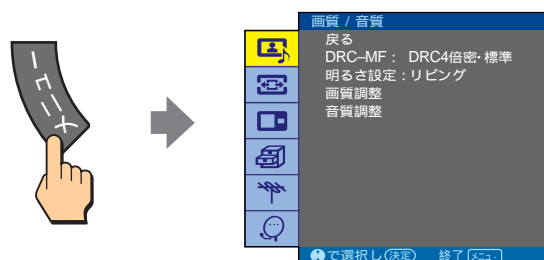 メニュー
画質 / 音質
戻る
DRC–MF： DRC4倍密・標準
明るさ設定：リビング
画質調整
音質調整
で選択し 決定 終了 メニュー